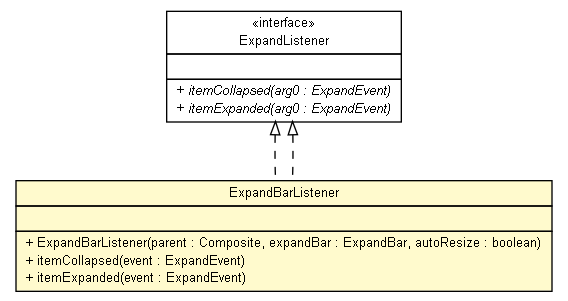 «interface»
ExpandListener
+ itemCollapsed(arg0 : ExpandEvent)
+ itemExpanded(arg0 : ExpandEvent)
ExpandBarListener
+ ExpandBarListener(parent : Composite, expandBar : ExpandBar, autoResize : boolean)
+ itemCollapsed(event : ExpandEvent)
+ itemExpanded(event : ExpandEvent)